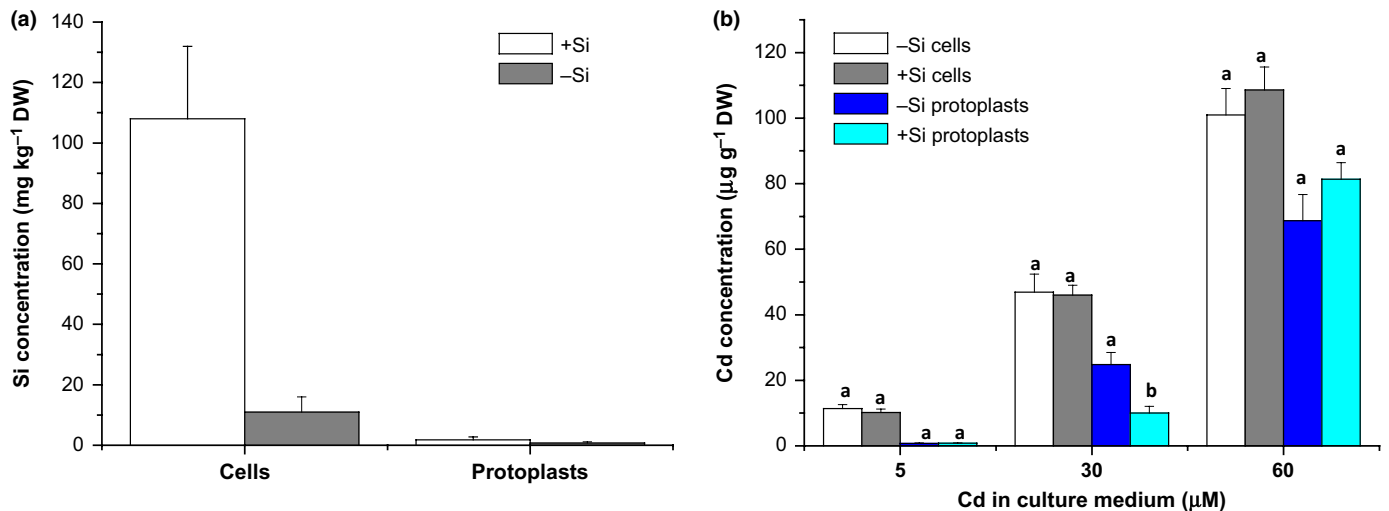 (a)
140
120
100
80
60
40
20
0
Si concentration (mg kg⁻¹ DW)
+Si
–Si
Cells Protoplasts
(b)
120
100
80
60
40
20
0
Cd concentration (μg g⁻¹ DW)
–Si cells
+Si cells
–Si protoplasts
+Si protoplasts
a a a a
a a a b
a a a a
5 30 60
Cd in culture medium (μM)